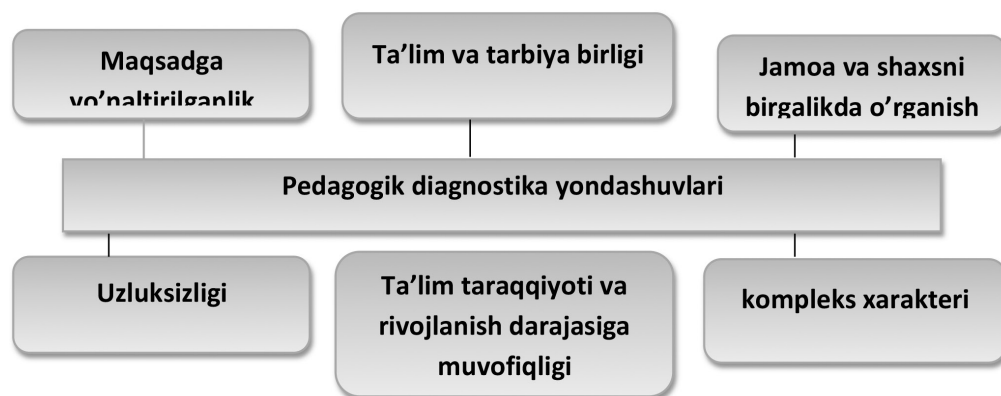 Maqsadga
yo’naltirilganlik
Ta’lim va tarbiya birligi
Jamoa va shaxsni
birgalikda o’rganish
Pedagogik diagnostika yondashuvlari
Uzluksizligi
Ta’lim taraqqiyoti va
rivojlanish darajasiga
muvofiqligi
kompleks xarakteri